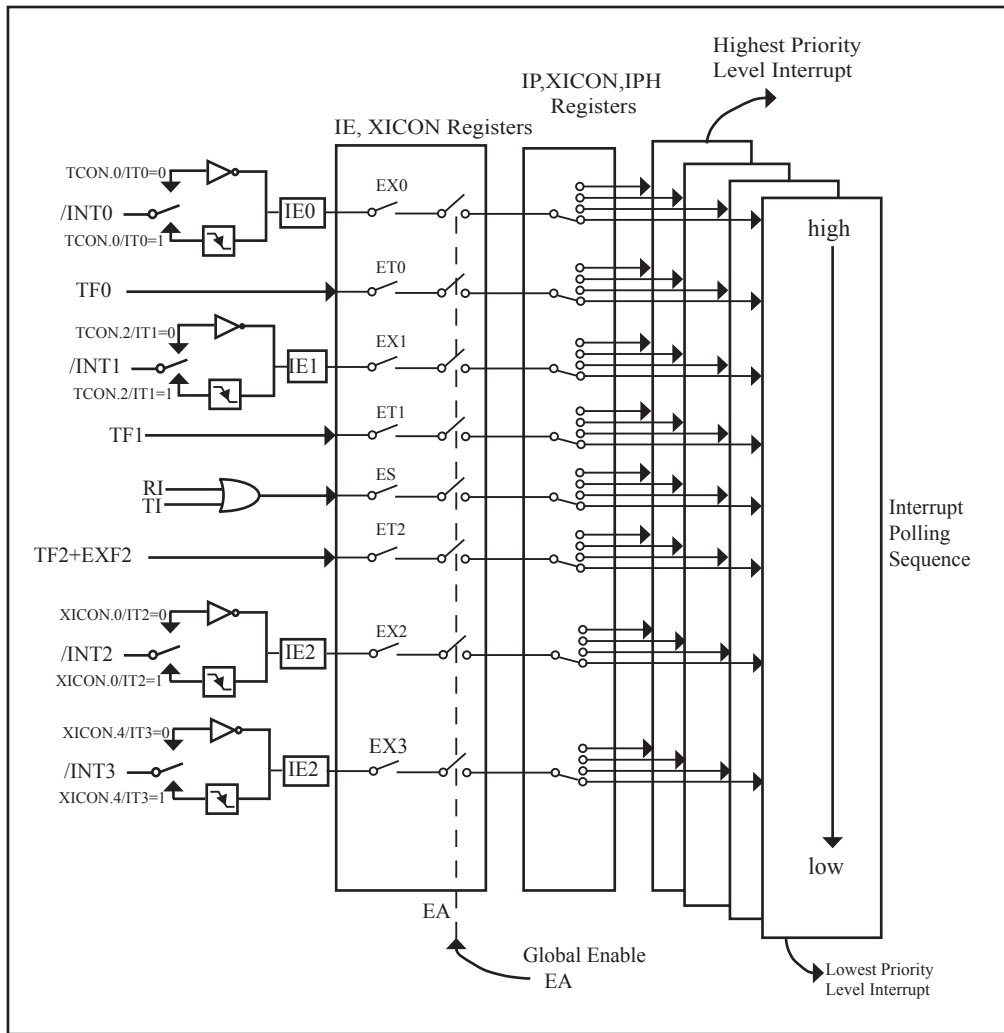 Highest Priority
Level Interrupt
IP,XICON,IPH
Registers
IE, XICON Registers
TCON.0/IT0=0
/INT0
TCON.0/IT0=1
IE0
EX0
high
TF0
ET0
TCON.2/IT1=0
/INT1
TCON.2/IT1=1
IE1
EX1
TF1
ET1
RI
TI
ES
Interrupt
Polling
Sequence
TF2+EXF2
ET2
XICON.0/IT2=0
/INT2
XICON.0/IT2=1
IE2
EX2
XICON.4/IT3=0
/INT3
XICON.4/IT3=1
IE2
EX3
low
EA
Global Enable
EA
Lowest Priority
Level Interrupt